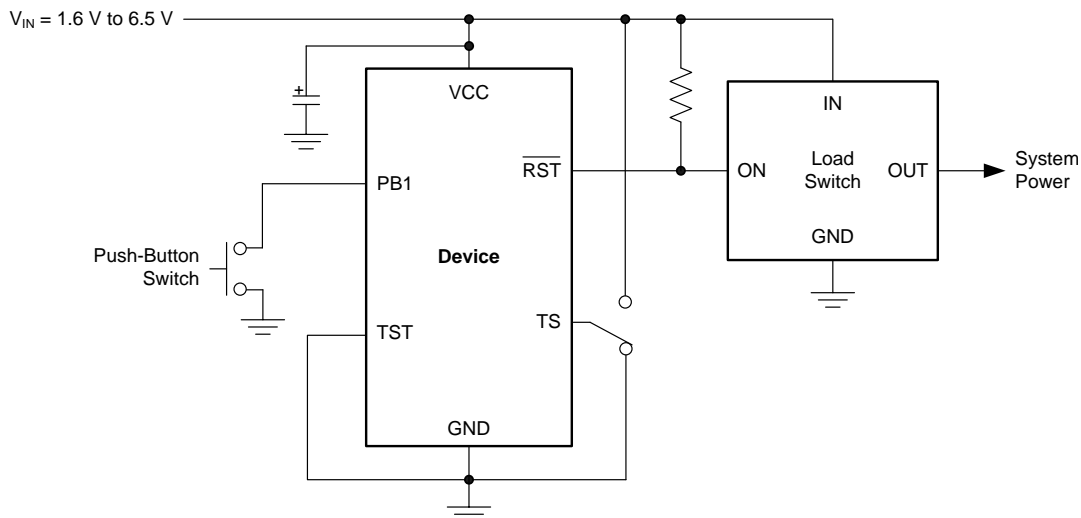 V_IN = 1.6 V to 6.5 V
VCC
IN
RST
PB1
ON
Load
Switch
OUT
System
Power
GND
Push-Button
Switch
Device
TST
TS
GND